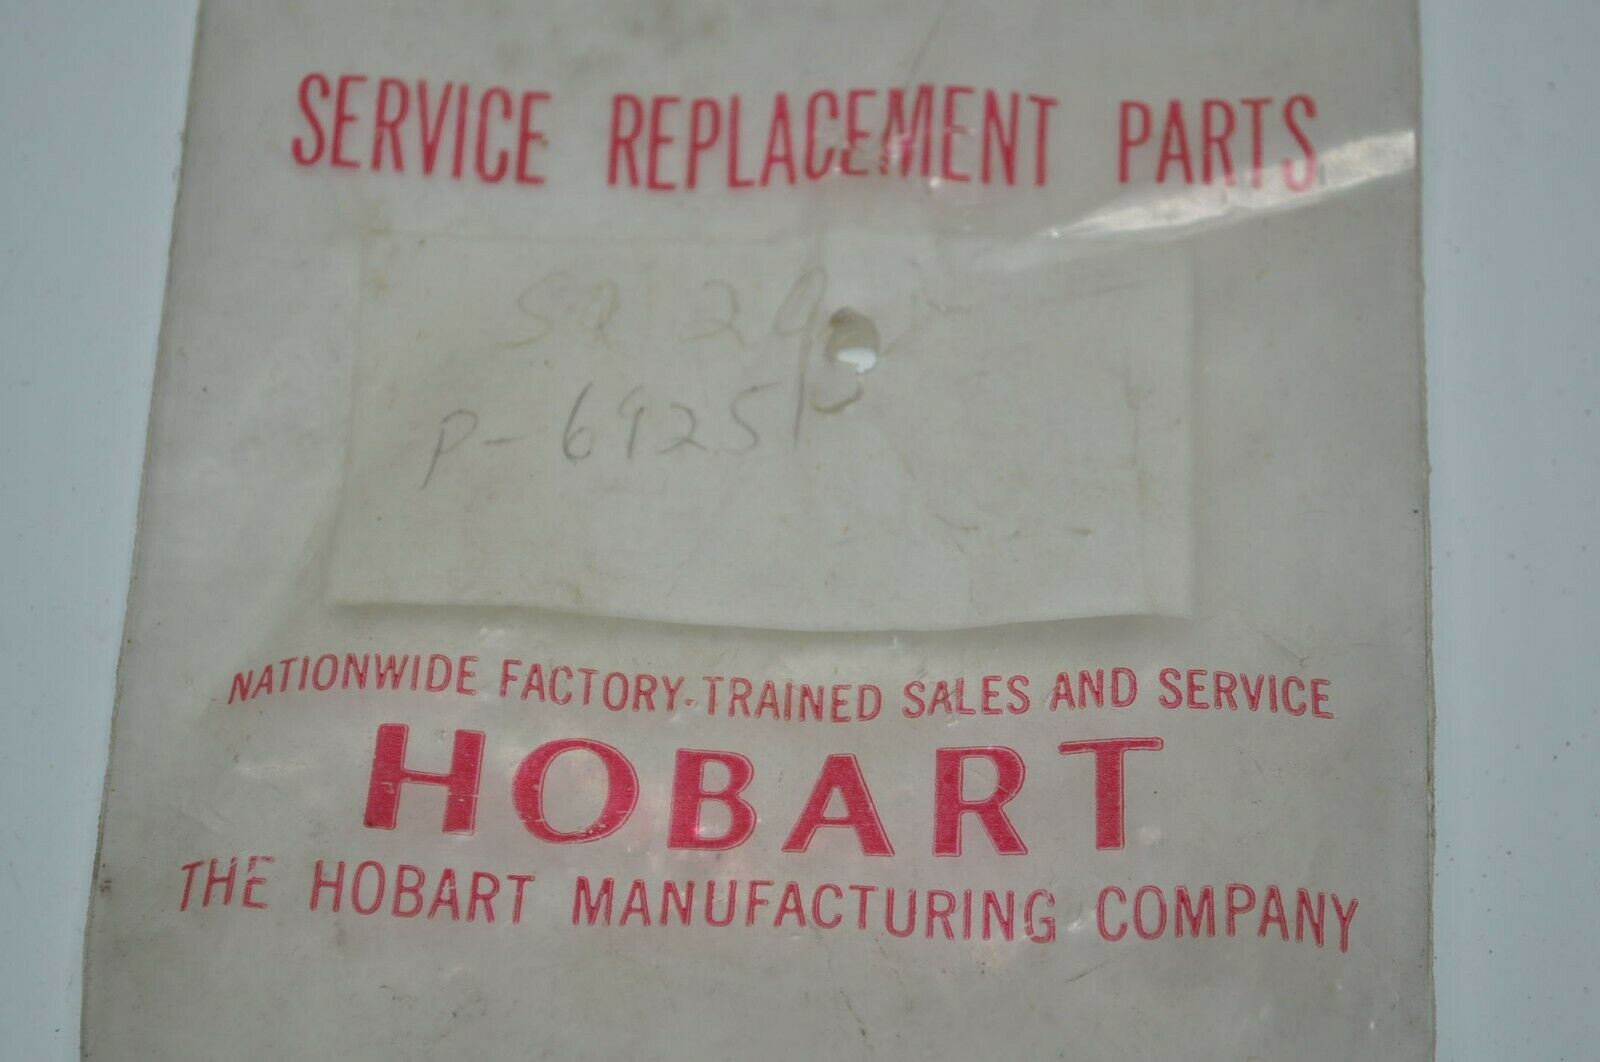 SERVICE REPLACEMENT PARTS
P-6925
NATIONWIDE FACTORY-TRAINED SALES AND SERVICE
HOBART
THE HOBART MANUFACTURING COMPANY